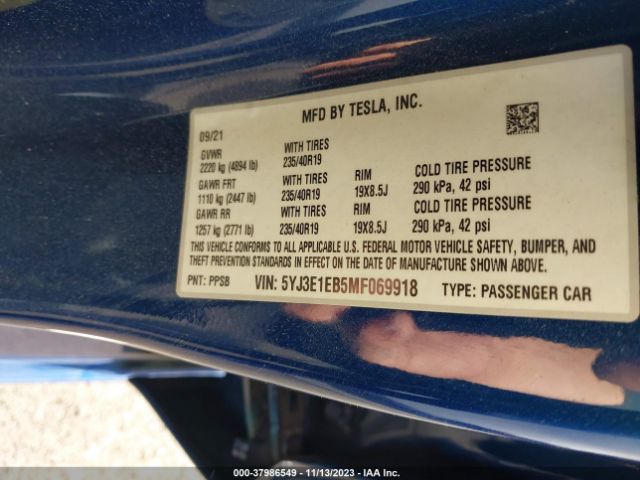 MFD BY TESLA, INC.
09/21
GVWR WITH TIRES
2220 kg (4894 lb) 235/40R19
GAWR FRT WITH TIRES RIM COLD TIRE PRESSURE
1110 kg (2447 lb) 235/40R19 19X8.5J 290 kPa, 42 psi
GAWR RR WITH TIRES RIM COLD TIRE PRESSURE
1257 kg (2771 lb) 235/40R19 19X8.5J 290 kPa, 42 psi
THIS VEHICLE CONFORMS TO ALL APPLICABLE U.S. FEDERAL MOTOR VEHICLE SAFETY, BUMPER, AND
THEFT PREVENTION STANDARDS IN EFFECT ON THE DATE OF MANUFACTURE SHOWN ABOVE.
PNT: PPSB VIN: 5YJ3E1EB5MF069918 TYPE: PASSENGER CAR
000-37986549 - 11/13/2023 - IAA Inc.